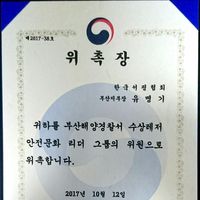 제2017-38호
위 촉 장
한국서핑협회
부산지부장 유병기
위하를 부산해양경찰서 수상레저
안전문화 리더 그룹의 위원으로
위촉합니다.
2017년 10월 12일